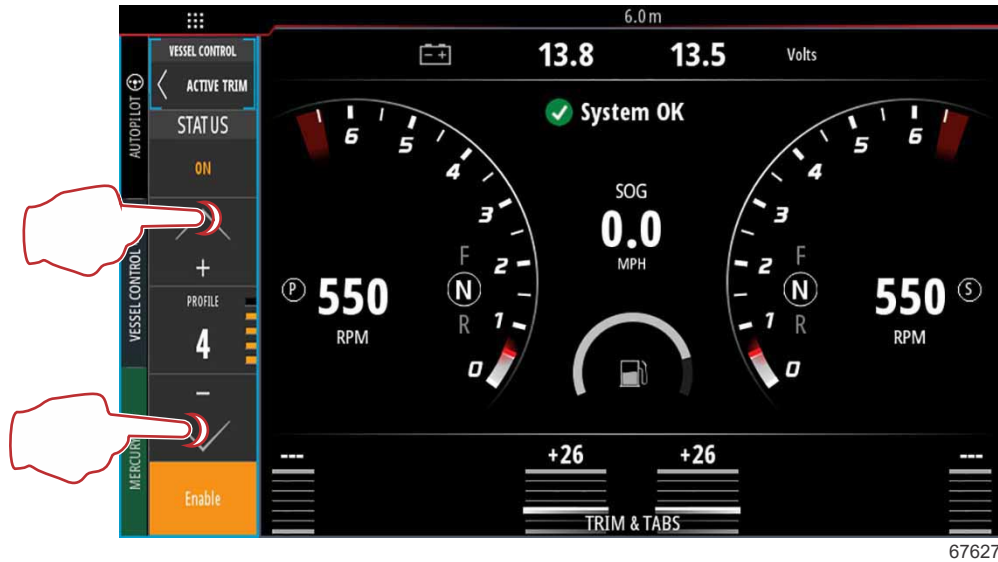 6.0 m
VESSEL CONTROL
ACTIVE TRIM
STATUS
ON
+
PROFILE
4
-
Enable
AUTOPILOT
VESSEL CONTROL
MERCURY
- +
13.8 13.5 Volts
System OK
6
5
4
3
2
1
0
F
N
R
P
550
RPM
SOG
0.0
MPH
6
5
4
3
2
1
0
F
N
R
550
S
RPM
--- +26 +26 ---
TRIM & TABS
67627